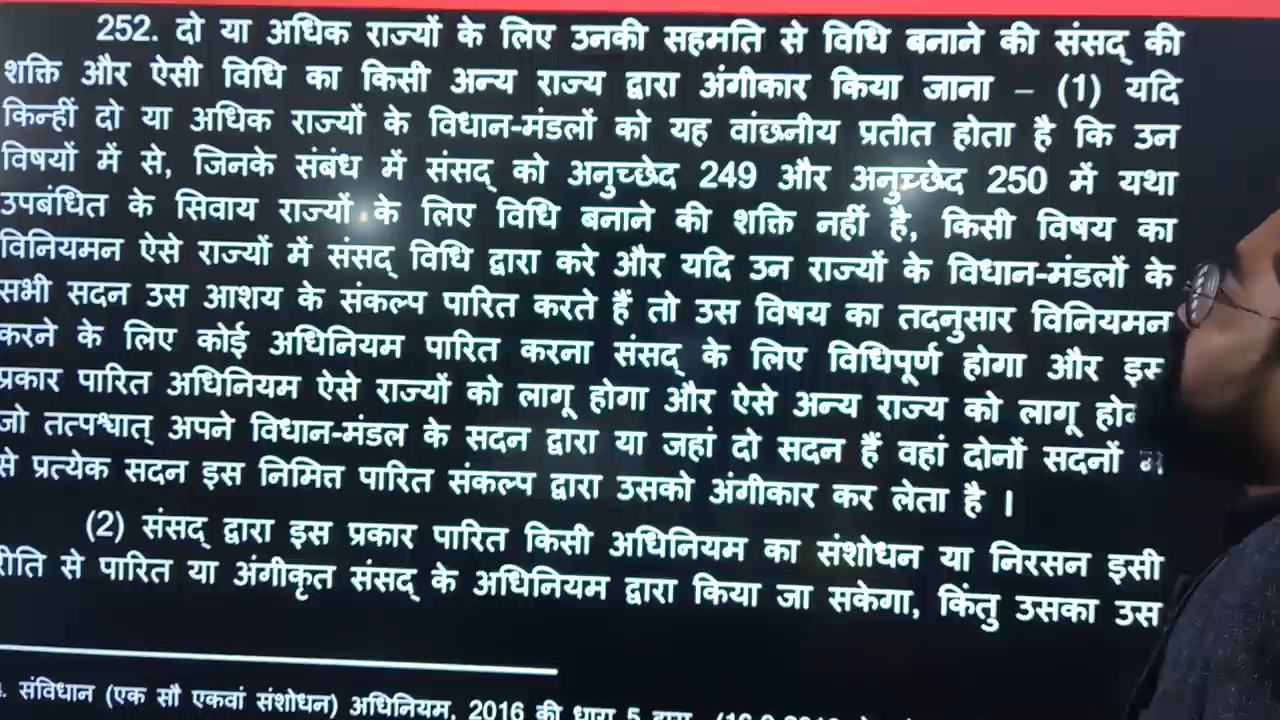 252. दो या अधिक राज्यों के लिए उनकी सहमति से विधि बनाने की संसद् की
शक्ति और ऐसी विधि का किसी अन्य राज्य द्वारा अंगीकार किया जाना – (1) यदि
किन्हीं दो या अधिक राज्यों के विधान-मंडलों को यह वांछनीय प्रतीत होता है कि उन
विषयों में से, जिनके संबंध में संसद् को अनुच्छेद 249 और अनुच्छेद 250 में यथा
उपबंधित के सिवाय राज्यों के लिए विधि बनाने की शक्ति नहीं है, किसी विषय का
विनियमन ऐसे राज्यों में संसद् विधि द्वारा करे और यदि उन राज्यों के विधान-मंडलों के
सभी सदन उस आशय के संकल्प पारित करते हैं तो उस विषय का तदनुसार विनियमन
करने के लिए कोई अधिनियम पारित करना संसद् के लिए विधिपूर्ण होगा और इस
प्रकार पारित अधिनियम ऐसे राज्यों को लागू होगा और ऐसे अन्य राज्य को लागू
जो तत्पश्चात् अपने विधान-मंडल के सदन द्वारा या जहां दो सदन हैं वहां दोनों सदनों
से प्रत्येक सदन इस निमित्त पारित संकल्प द्वारा उसको अंगीकार कर लेता है ।
(2) संसद् द्वारा इस प्रकार पारित किसी अधिनियम का संशोधन या निरसन इसी
रीति से पारित या अंगीकृत संसद् के अधिनियम द्वारा किया जा सकेगा, किंतु उसका उस
संविधान (एक सौ एकवां संशोधन) अधिनियम, 2016 की धारा 5